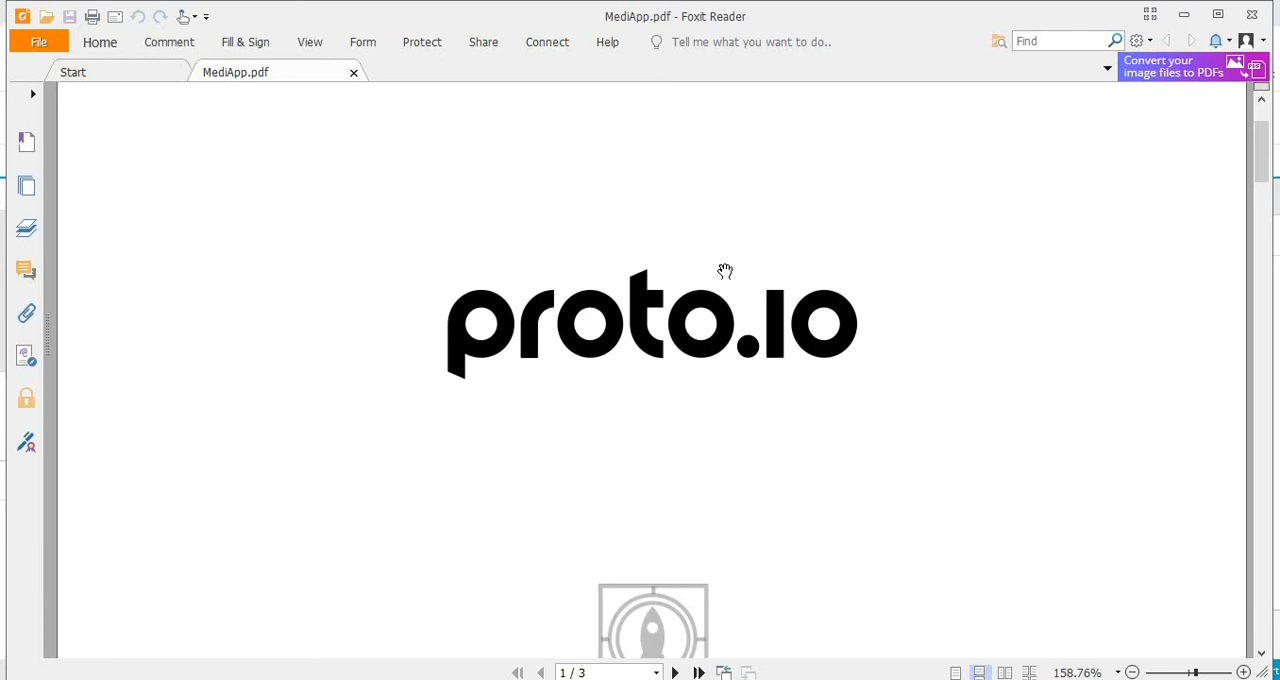 MediApp.pdf - Foxit Reader
File Home Comment Fill & Sign View Form Protect Share Connect Help Tell me what you want to do.. Find
Start MediApp.pdf
Convert your
image files to PDFs
proto.io
1 / 3 158.76%